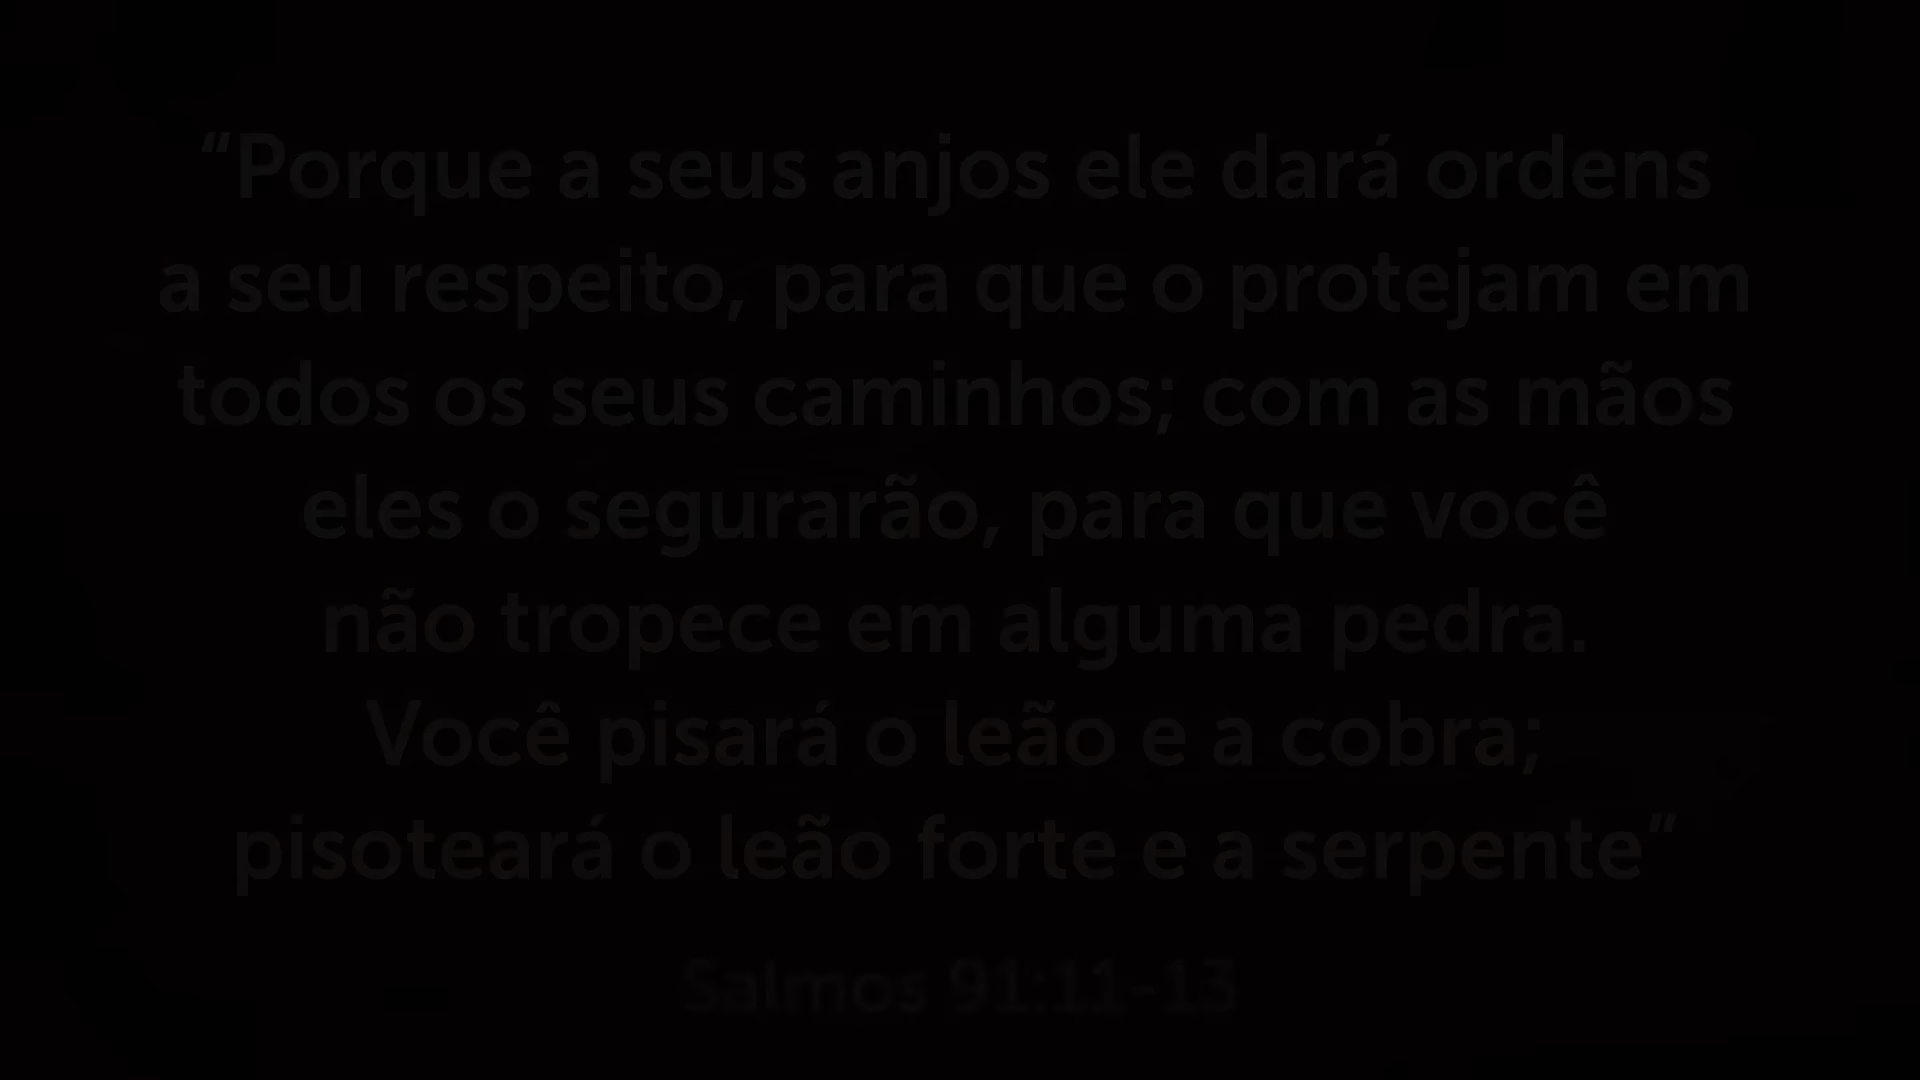 “Porque a seus anjos ele dará ordens
a seu respeito, para que o protejam em
todos os seus caminhos; com as mãos
eles o segurarão, para que você
não tropece em alguma pedra.
Você pisará o leão e a cobra;
pisoteará o leão forte e a serpente”
Salmos 91:11-13